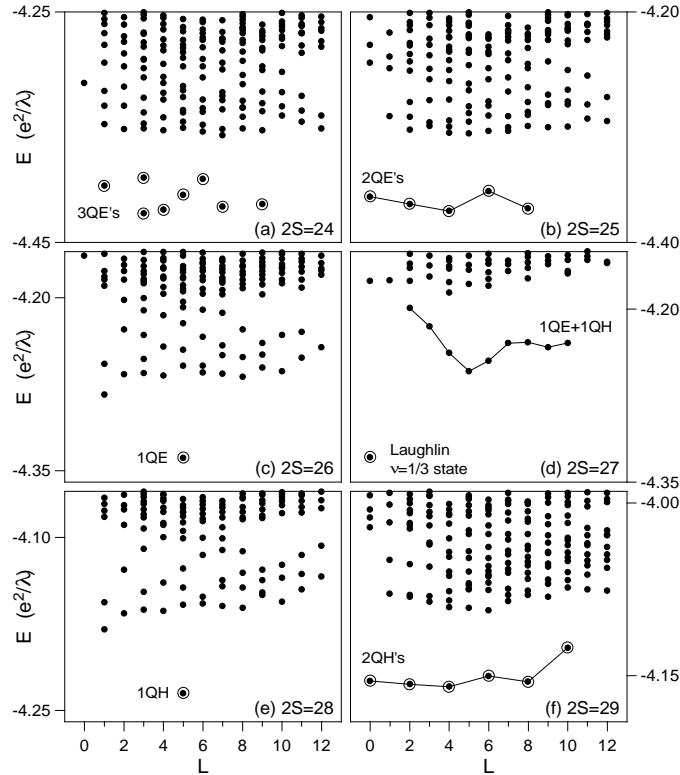 -4.25
-4.20
E (e²/λ)
3QE's
(a) 2S=24
2QE's
(b) 2S=25
-4.45
-4.40
-4.20
-4.20
E (e²/λ)
1QE+1QH
1QE
(c) 2S=26
Laughlin
ν=1/3 state
(d) 2S=27
-4.35
-4.35
-4.10
-4.00
E (e²/λ)
1QH
(e) 2S=28
2QH's
(f) 2S=29
-4.25
-4.15
0 2 4 6 8 10 12
0 2 4 6 8 10 12
L
L